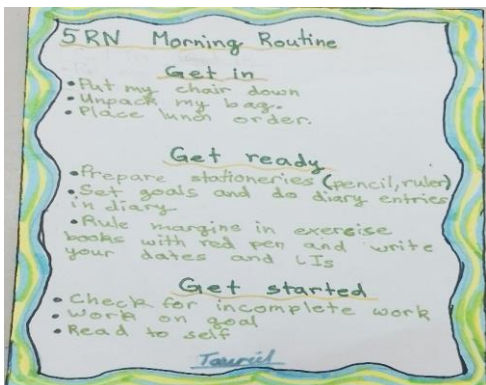 5RN Morning Routine
Get in
• Put my chair down
• Unpack my bag.
• Place lunch order.
Get ready
• Prepare stationeries (pencil, ruler)
• Set goals and do diary entries
in diary
• Rule margins in exercise
books with red pen and write
your dates and LIs
Get started
• Check for incomplete work
• Work on goal
• Read to self